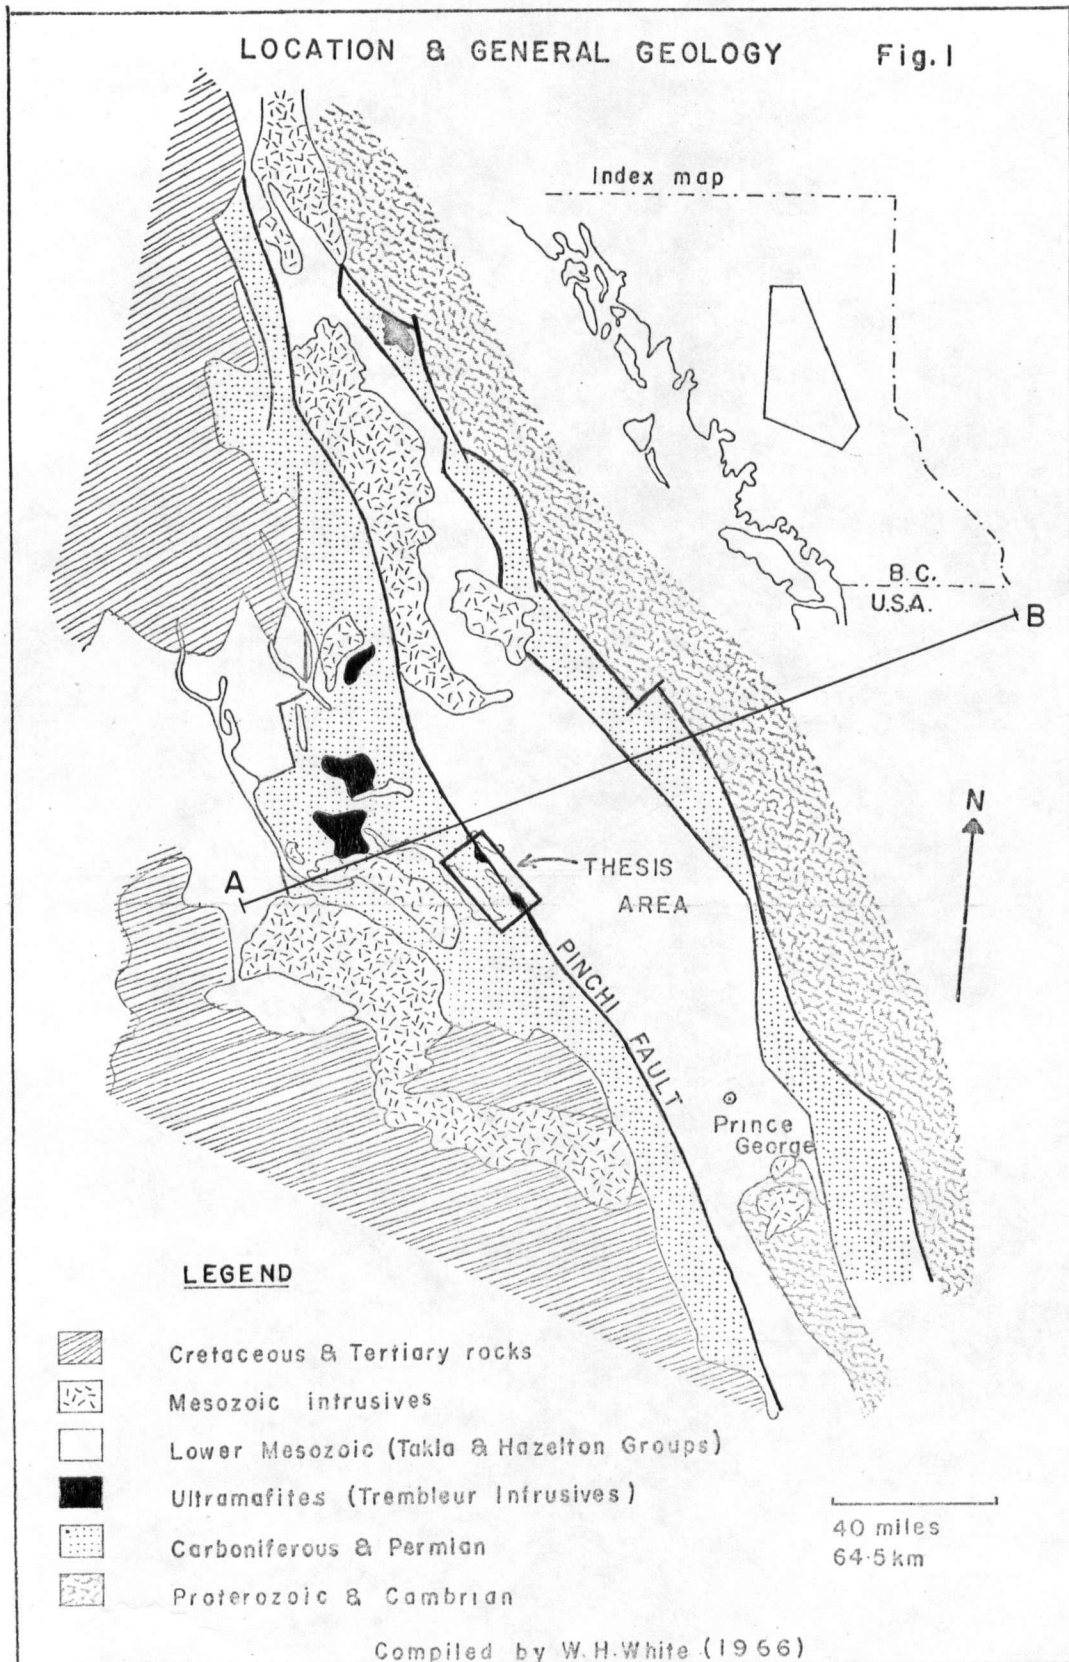 LOCATION & GENERAL GEOLOGY Fig. 1
Index map
B.C.
U.S.A.
B
N
A
THESIS
AREA
PINCHI FAULT
Prince
George
LEGEND
Cretaceous & Tertiary rocks
Mesozoic intrusives
Lower Mesozoic (Takla & Hazelton Groups)
Ultramafites (Trembleur Intrusives)
Carboniferous & Permian
Proterozoic & Cambrian
40 miles
64·5 km
Compiled by W.H.White (1966)